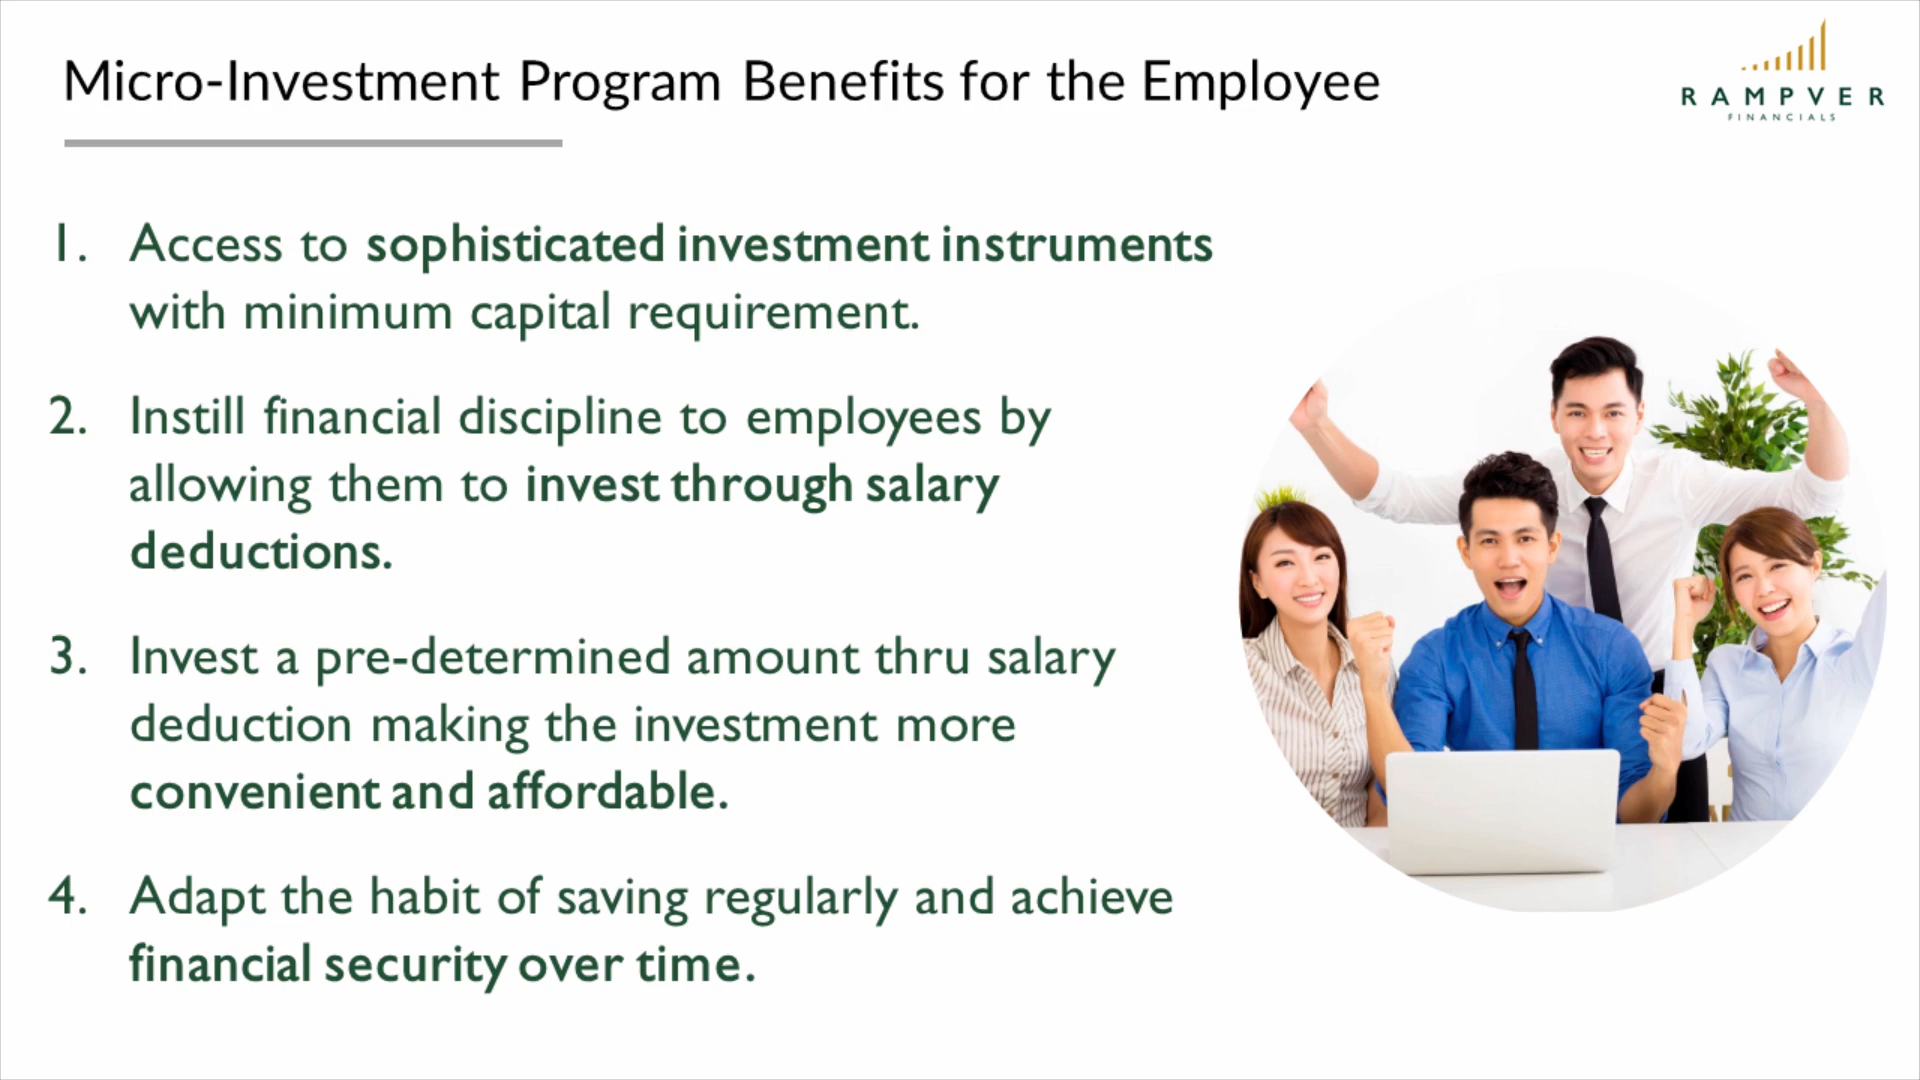 Micro-Investment Program Benefits for the Employee
RAMPVER
FINANCIALS
1. Access to sophisticated investment instruments
with minimum capital requirement.
2. Instill financial discipline to employees by
allowing them to invest through salary
deductions.
3. Invest a pre-determined amount thru salary
deduction making the investment more
convenient and affordable.
4. Adapt the habit of saving regularly and achieve
financial security over time.